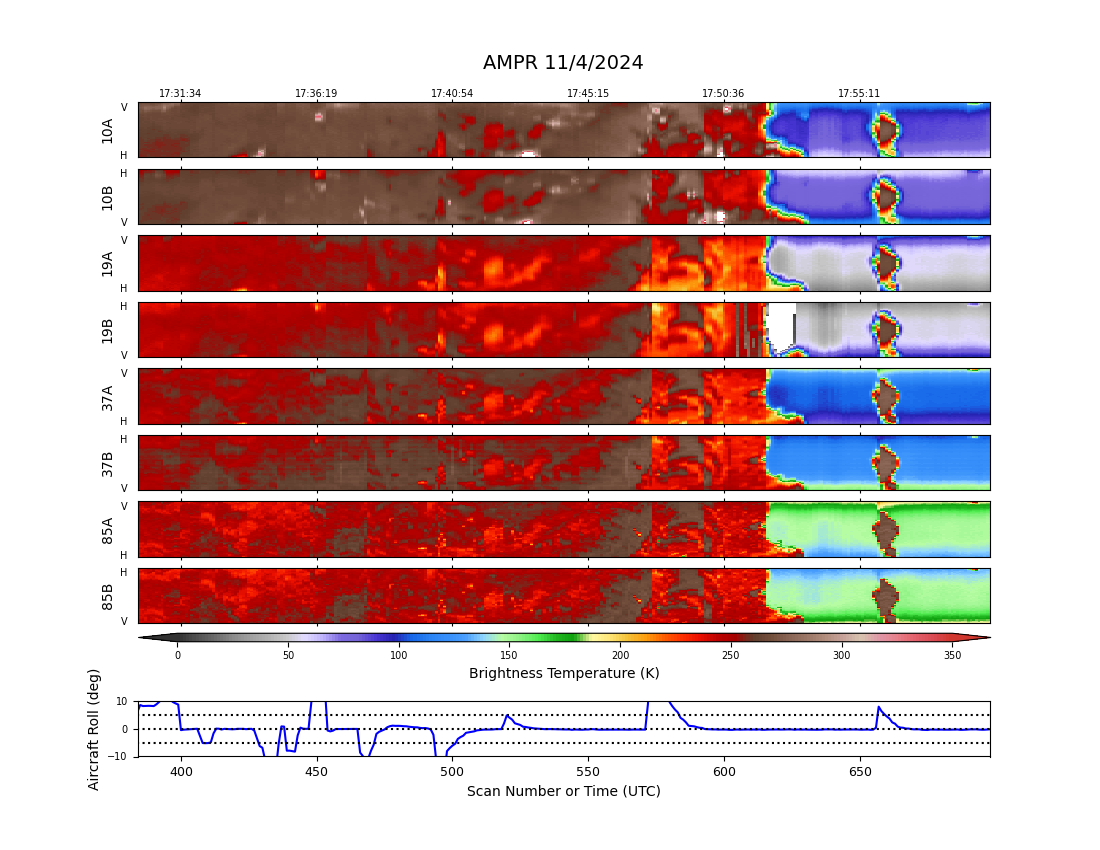 AMPR 11/4/2024
17:31:34 17:36:19 17:40:54 17:45:15 17:50:36 17:55:11
V
10A
H
H
10B
V
V
19A
H
H
19B
V
V
37A
H
H
37B
V
V
85A
H
H
85B
V
0 50 100 150 200 250 300 350
Brightness Temperature (K)
Aircraft Roll (deg)
10
0
−10
400 450 500 550 600 650
Scan Number or Time (UTC)